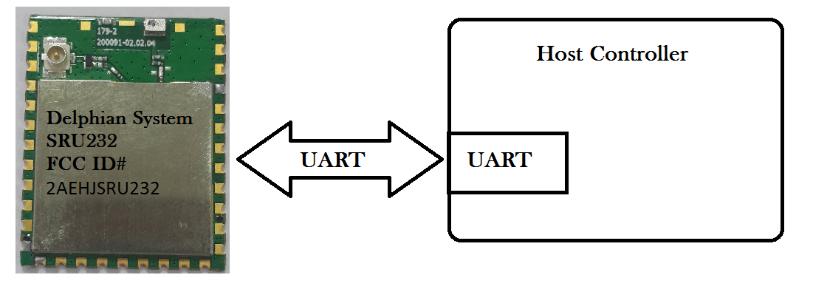 179-2
200091-02.02.04
Delphian System
SRU232
FCC ID#
2AEHJSRU232
UART
Host Controller
UART